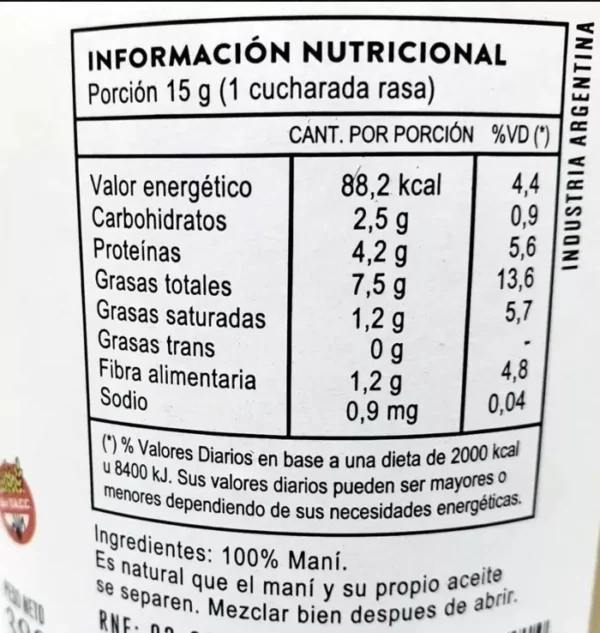 INFORMACIÓN NUTRICIONAL
Porción 15 g (1 cucharada rasa)
CANT. POR PORCIÓN %VD (*)
Valor energético 88,2 kcal 4,4
Carbohidratos 2,5 g 0,9
Proteínas 4,2 g 5,6
Grasas totales 7,5 g 13,6
Grasas saturadas 1,2 g 5,7
Grasas trans 0 g -
Fibra alimentaria 1,2 g 4,8
Sodio 0,9 mg 0,04
(*) % Valores Diarios en base a una dieta de 2000 kcal
u 8400 kJ. Sus valores diarios pueden ser mayores o
menores dependiendo de sus necesidades energéticas.
Ingredientes: 100% Maní.
Es natural que el maní y su propio aceite
se separen. Mezclar bien despues de abrir.
RNE:
INDUSTRIA ARGENTINA
PESO NETO